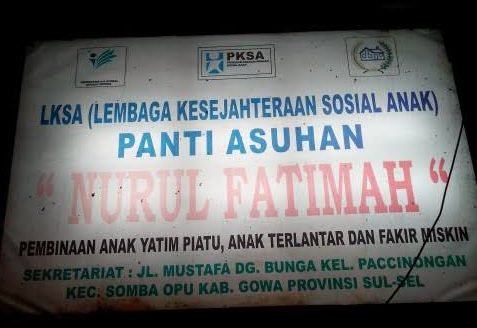 PKSA
LKSA (LEMBAGA KESEJAHTERAAN SOSIAL ANAK)
PANTI ASUHAN
“ NURUL FATIMAH “
PEMBINAAN ANAK YATIM PIATU, ANAK TERLANTAR DAN FAKIR MISKIN
SEKRETARIAT : JL. MUSTAFA DG. BUNGA KEL. PACCINONGAN
KEC. SOMBA OPU KAB. GOWA PROVINSI SUL-SEL